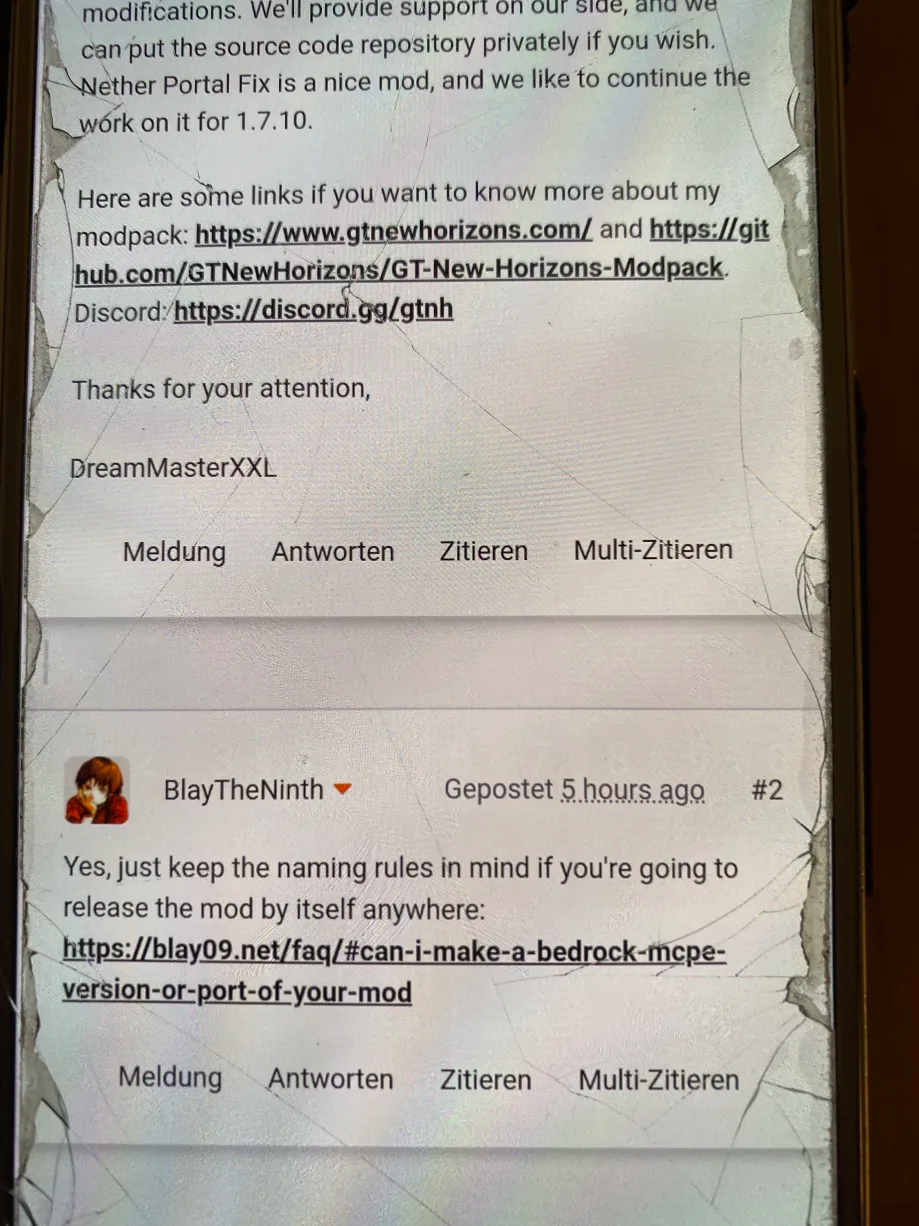 modifications. We'll provide support on our side, and we
can put the source code repository privately if you wish.
Nether Portal Fix is a nice mod, and we like to continue the
work on it for 1.7.10.
Here are some links if you want to know more about my
modpack: https://www.gtnewhorizons.com/ and https://git
hub.com/GTNewHorizons/GT-New-Horizons-Modpack.
Discord: https://discord.gg/gtnh
Thanks for your attention,
DreamMasterXXL
Meldung Antworten Zitieren Multi-Zitieren
BlayTheNinth Gepostet 5 hours ago #2
Yes, just keep the naming rules in mind if you're going to
release the mod by itself anywhere:
https://blay09.net/faq/#can-i-make-a-bedrock-mcpe-
version-or-port-of-your-mod
Meldung Antworten Zitieren Multi-Zitieren